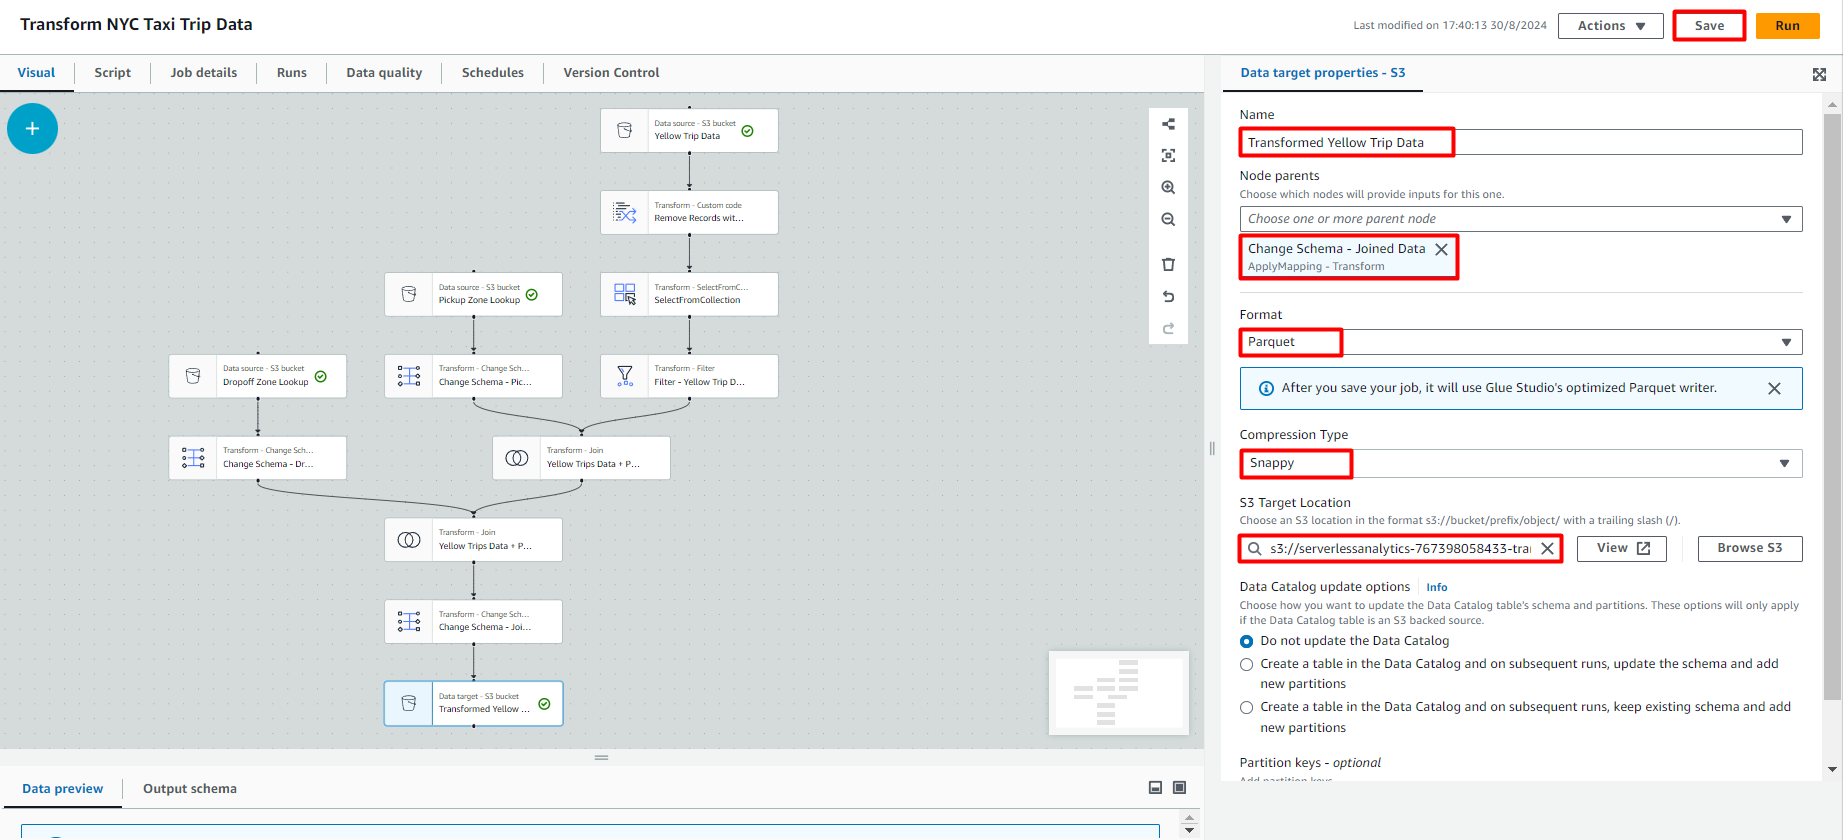 Transform NYC Taxi Trip Data
Last modified on 17:40:13 30/8/2024
Actions
Save
Run
Visual
Script
Job details
Runs
Data quality
Schedules
Version Control
Data source - S3 bucket
Yellow Trip Data
Transform - Custom code
Remove Records wit...
Data source - S3 bucket
Pickup Zone Lookup
Transform - SelectFromC...
SelectFromCollection
Data source - S3 bucket
Dropoff Zone Lookup
Transform - Change Sch...
Change Schema - Pic...
Transform - Filter
Filter - Yellow Trip D...
Transform - Change Sch...
Change Schema - Dr...
Transform - Join
Yellow Trips Data + P...
Transform - Join
Yellow Trips Data + P...
Transform - Change Sch...
Change Schema - Joi...
Data target - S3 bucket
Transformed Yellow ...
Data preview
Output schema
Data target properties - S3
Name
Transformed Yellow Trip Data
Node parents
Choose which nodes will provide inputs for this one.
Choose one or more parent node
Change Schema - Joined Data
ApplyMapping - Transform
Format
Parquet
After you save your job, it will use Glue Studio's optimized Parquet writer.
Compression Type
Snappy
S3 Target Location
Choose an S3 location in the format s3://bucket/prefix/object/ with a trailing slash (/).
s3://serverlessanalytics-767398058433-tra
View
Browse S3
Data Catalog update options
Info
Choose how you want to update the Data Catalog table's schema and partitions. These options will only apply
if the Data Catalog table is an S3 backed source.
Do not update the Data Catalog
Create a table in the Data Catalog and on subsequent runs, update the schema and add
new partitions
Create a table in the Data Catalog and on subsequent runs, keep existing schema and add
new partitions
Partition keys - optional
Add partition keys